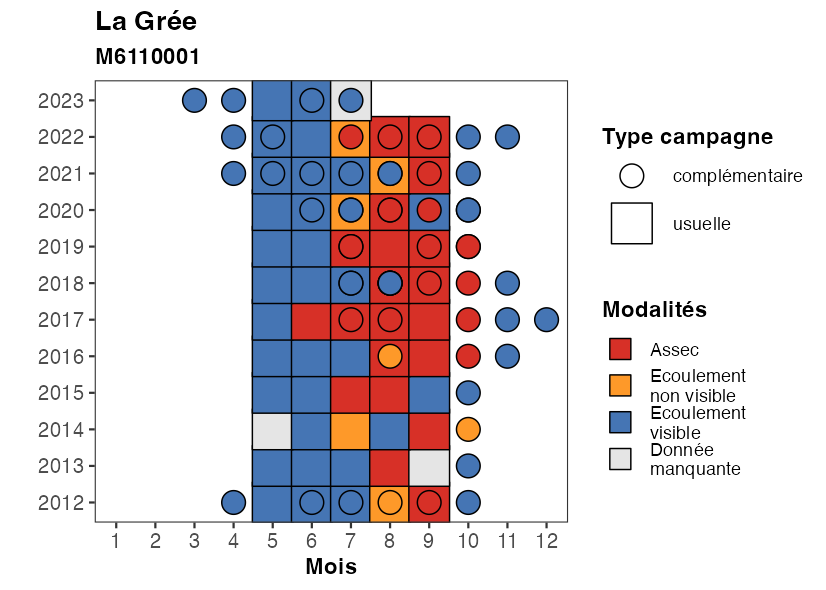 La Grée
M6110001
2023
2022
2021
2020
2019
2018
2017
2016
2015
2014
2013
2012
1 2 3 4 5 6 7 8 9 10 11 12
Mois
Type campagne
complémentaire
usuelle
Modalités
Assec
Ecoulement
non visible
Ecoulement
visible
Donnée
manquante